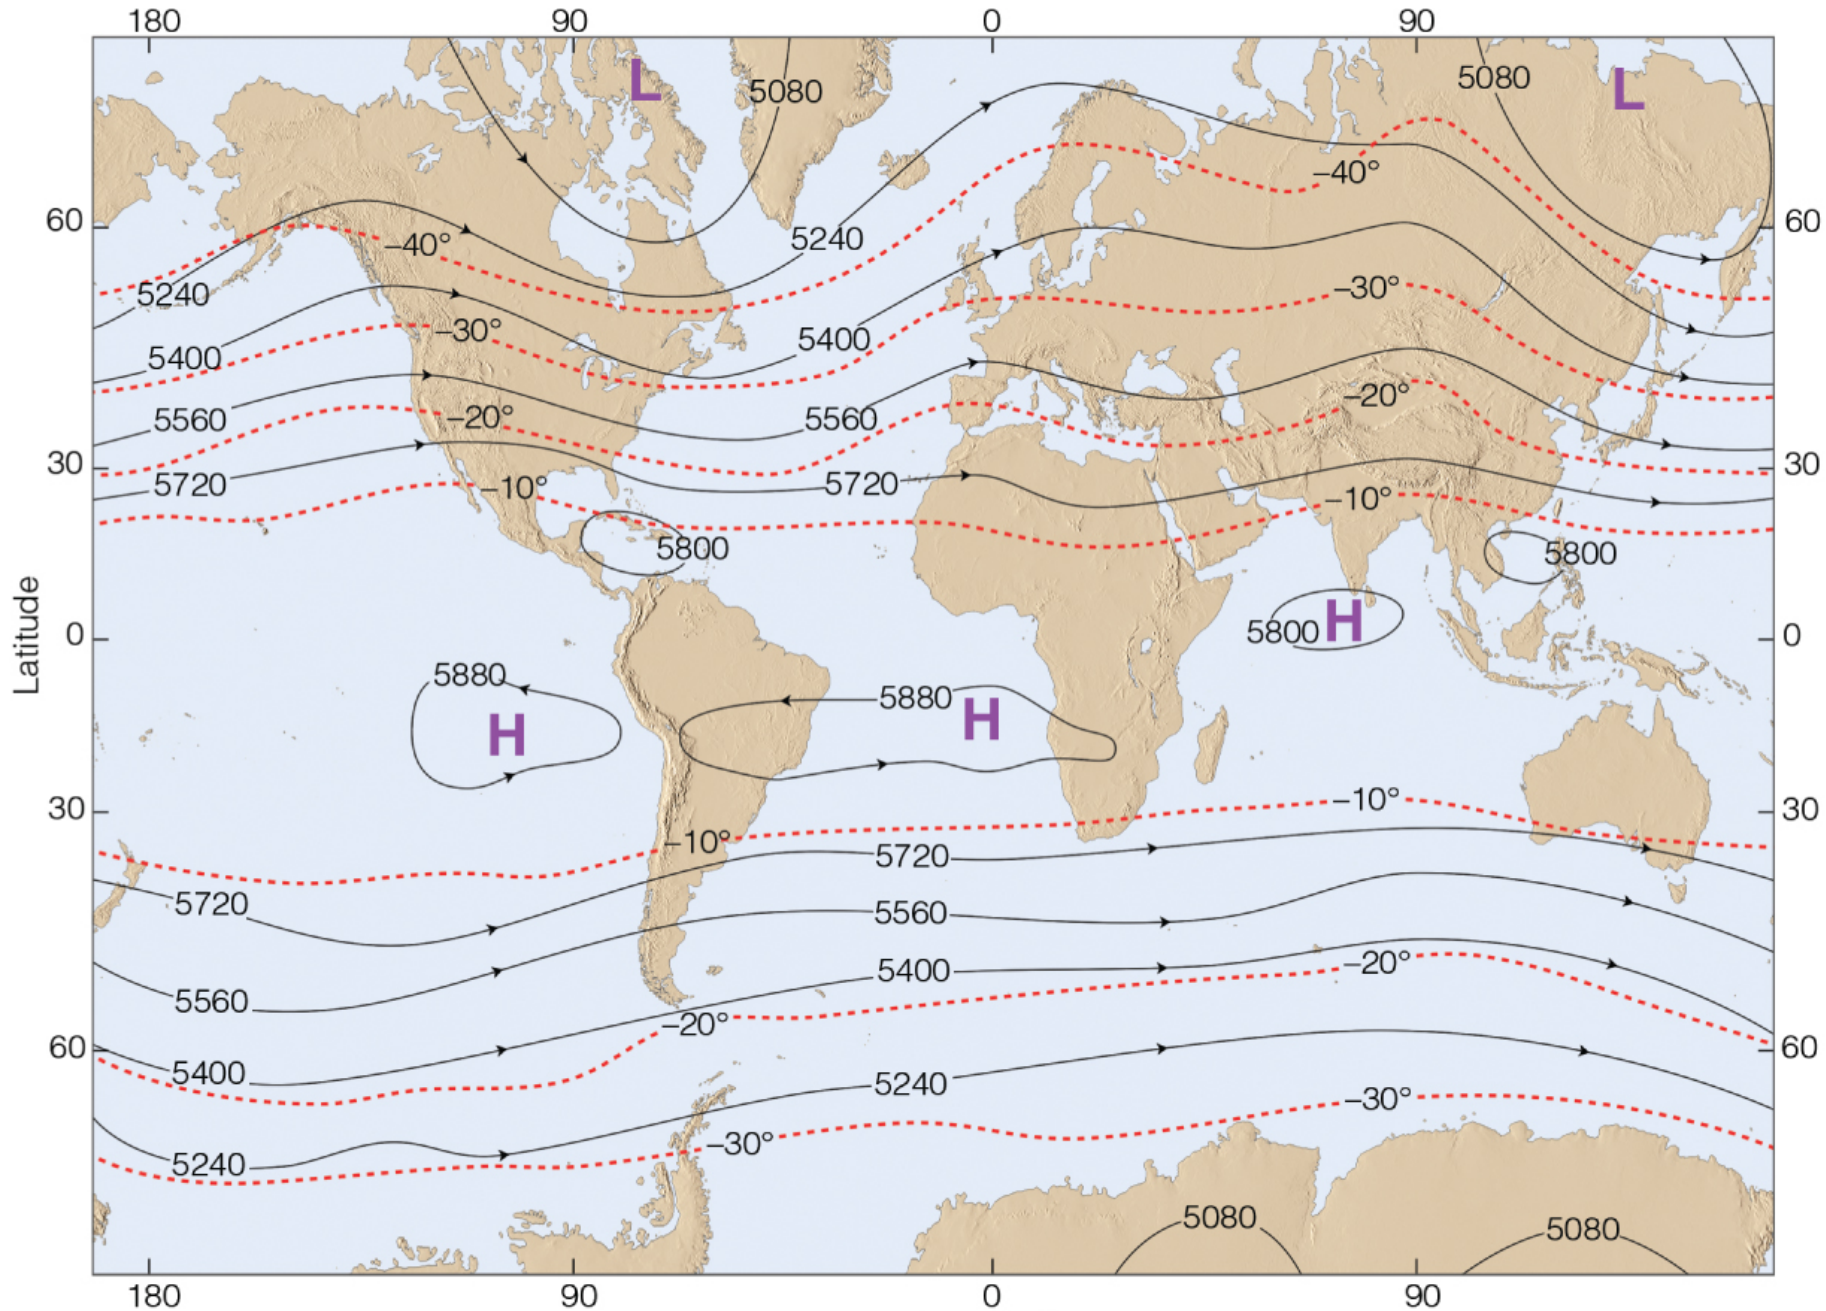 180 90 0 90
L 5080 5080 L
–40°
60 5240 –40° 60
5240 –30°
5400 –30° 5400
5560 –20° –20° 5560
30 5720 –10° 5720 –10° 30
5800 5800
Latitude
0 5800 H 0
5880 5880
H H
30 –10° 30
–10° 5720
5720 5560
5400 –20°
5560 –20°
60 5400 5240 60
–30°
5240 –30°
5080 5080
180 90 0 90